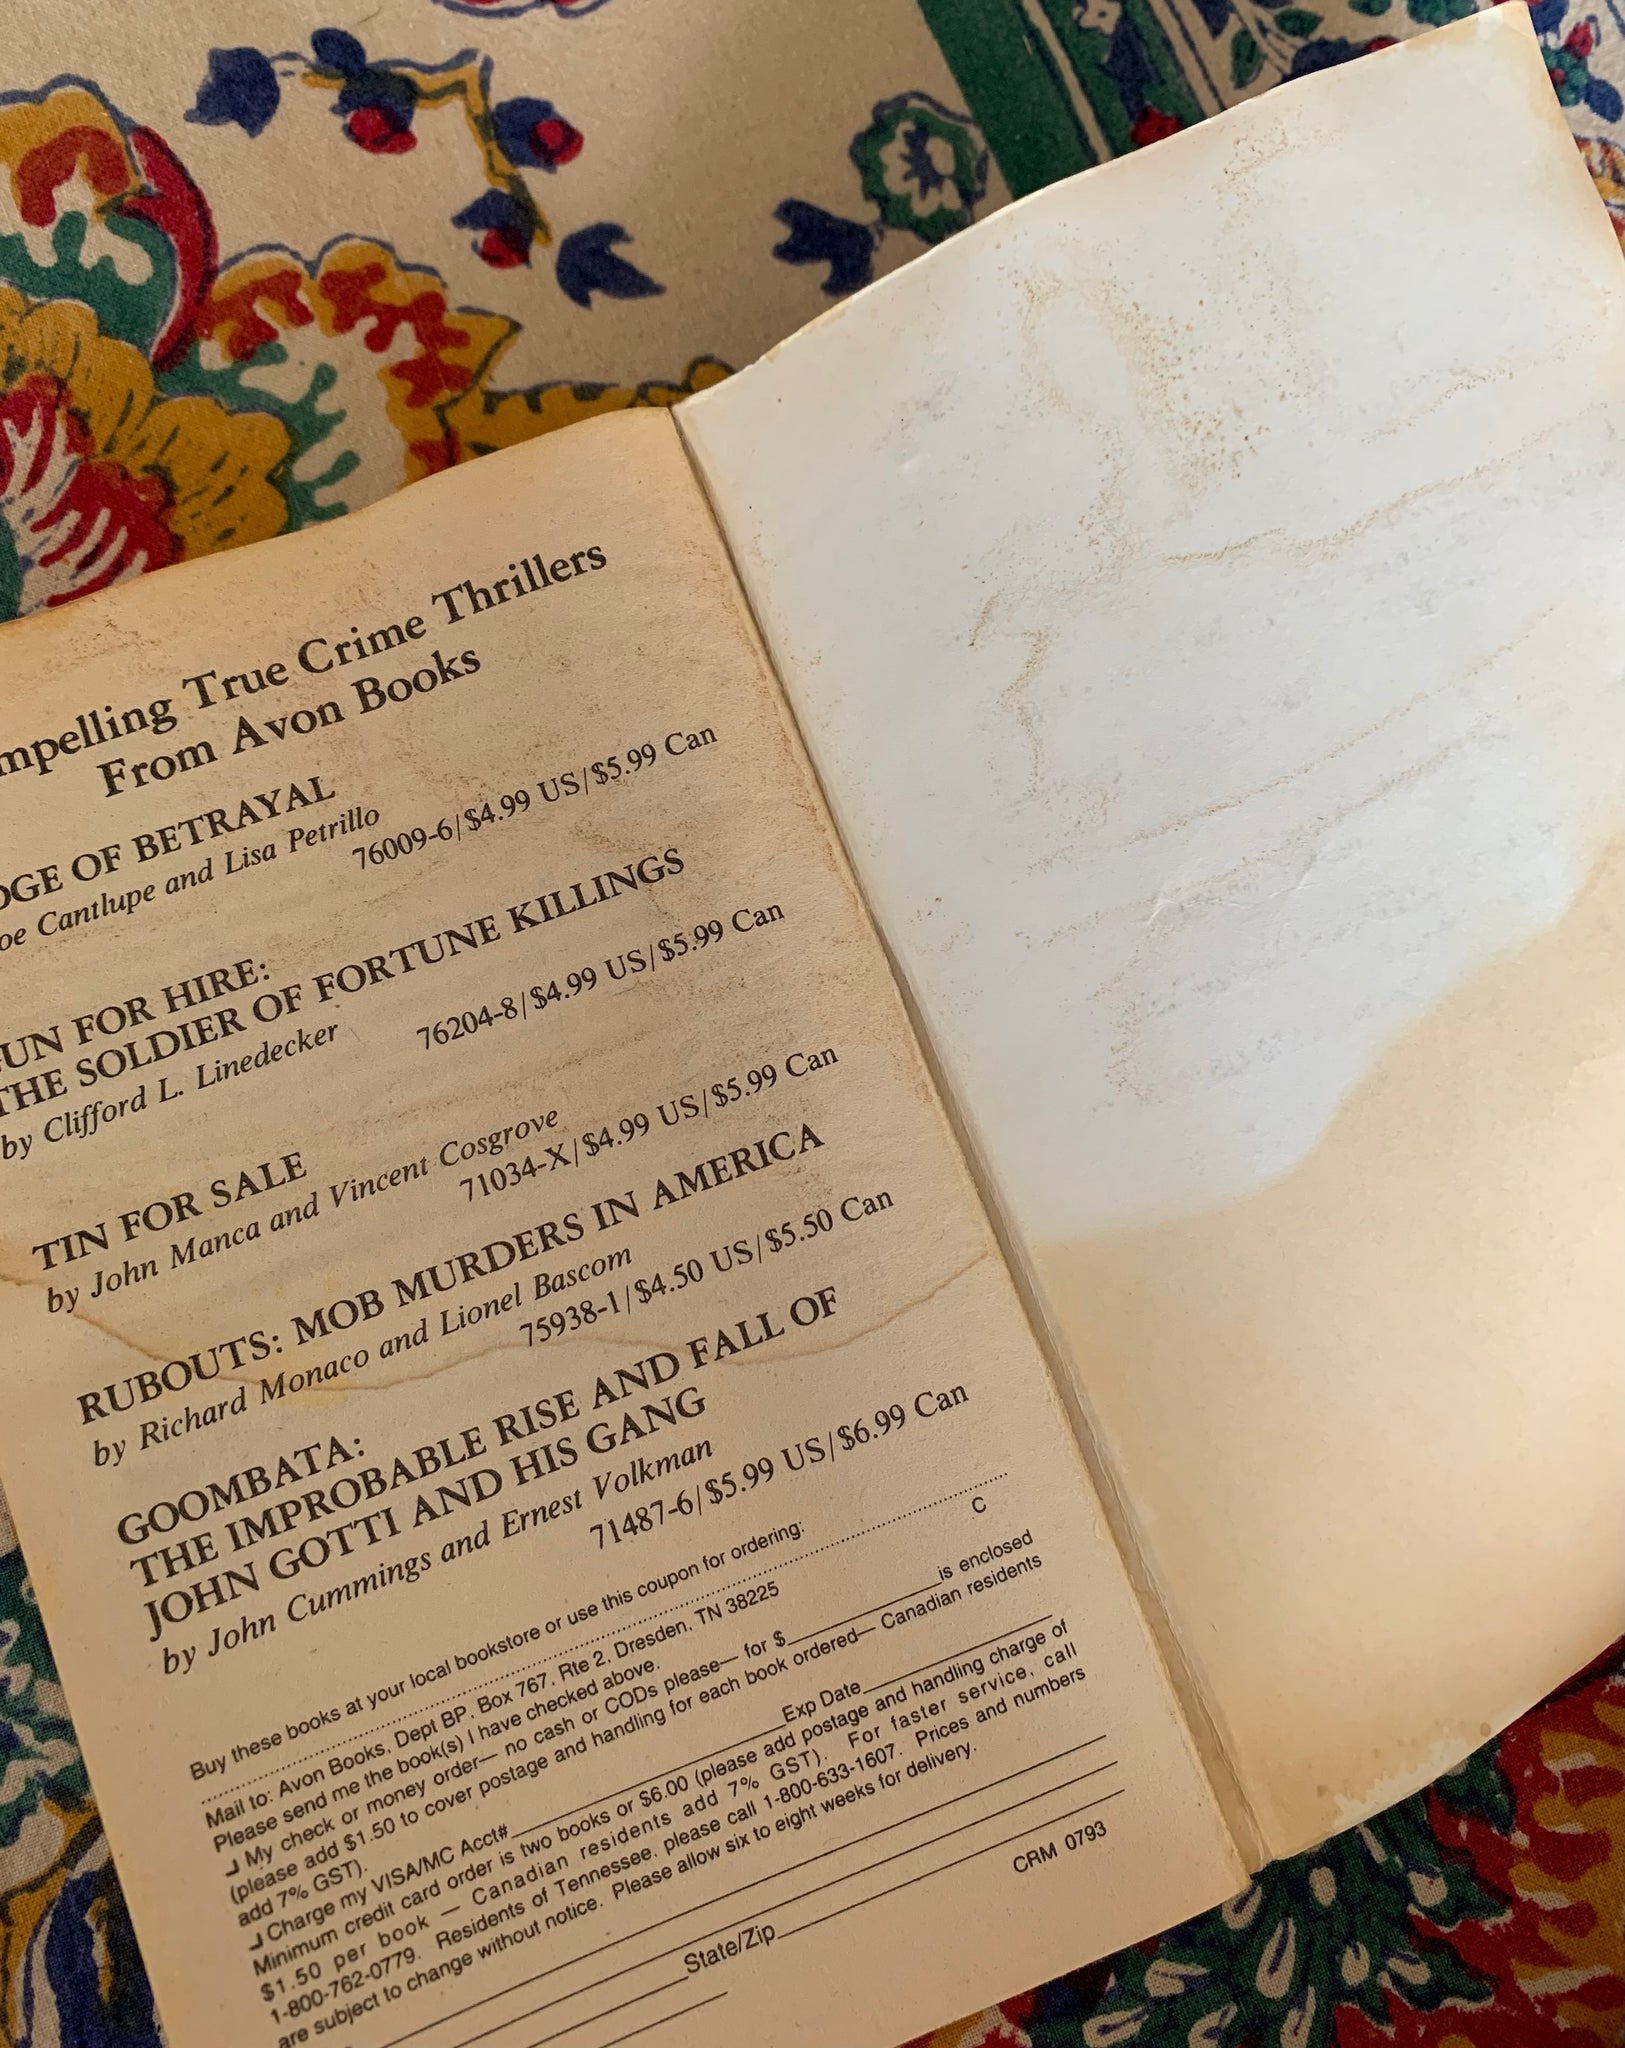 mpelling True Crime Thrillers
From Avon Books
DGE OF BETRAYAL
oe Cantlupe and Lisa Petrillo
76009-6/$4.99 US/$5.99 Can
GUN FOR HIRE:
THE SOLDIER OF FORTUNE KILLINGS
by Clifford L. Linedecker
76204-8/$4.99 US/$5.99 Can
TIN FOR SALE
by John Manca and Vincent Cosgrove
71034-X/$4.99 US/$5.99 Can
RUBOUTS: MOB MURDERS IN AMERICA
by Richard Monaco and Lionel Bascom
75938-1/$4.50 US/$5.50 Can
GOOMBATA:
THE IMPROBABLE RISE AND FALL OF
JOHN GOTTI AND HIS GANG
by John Cummings and Ernest Volkman
71487-6/$5.99 US/$6.99 Can
Buy these books at your local bookstore or use this coupon for ordering:
Mail to: Avon Books, Dept BP, Box 767, Rte 2, Dresden, TN 38225 C
Please send me the book(s) I have checked above.
My check or money order— no cash or CODs please— for $ is enclosed
(please add $1.50 to cover postage and handling for each book ordered— Canadian residents
add 7% GST).
Charge my VISA/MC Acct# Exp Date
Minimum credit card order is two books or $6.00 (please add postage and handling charge of
$1.50 per book — Canadian residents add 7% GST). For faster service, call
1-800-762-0779. Residents of Tennessee, please call 1-800-633-1607. Prices and numbers
are subject to change without notice. Please allow six to eight weeks for delivery.
State/Zip
CRM 0793